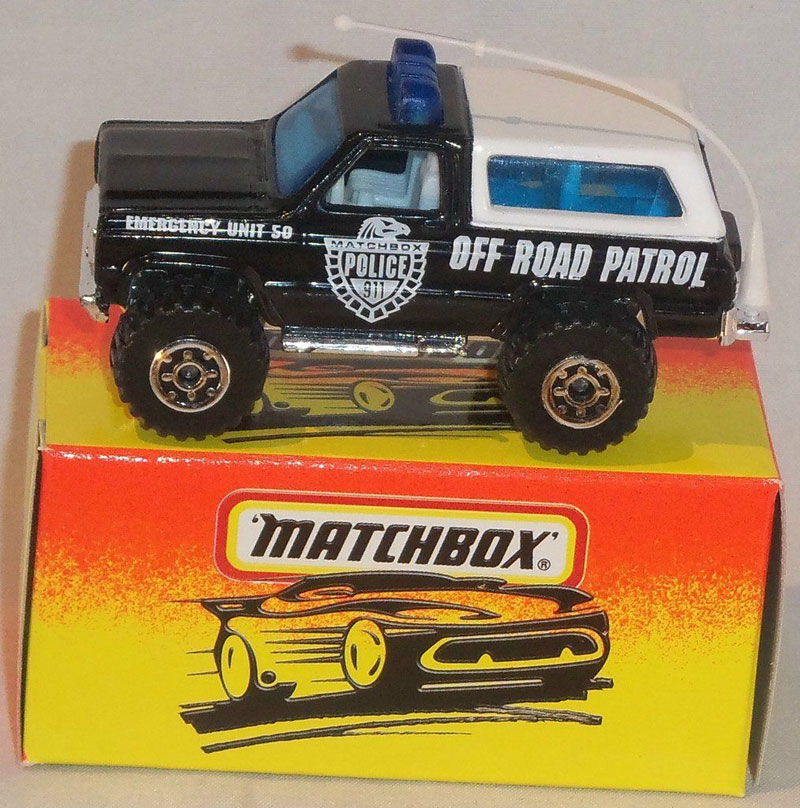 EMERGENCY UNIT 50
MATCHBOX
POLICE
911
OFF ROAD PATROL
'MATCHBOX'®